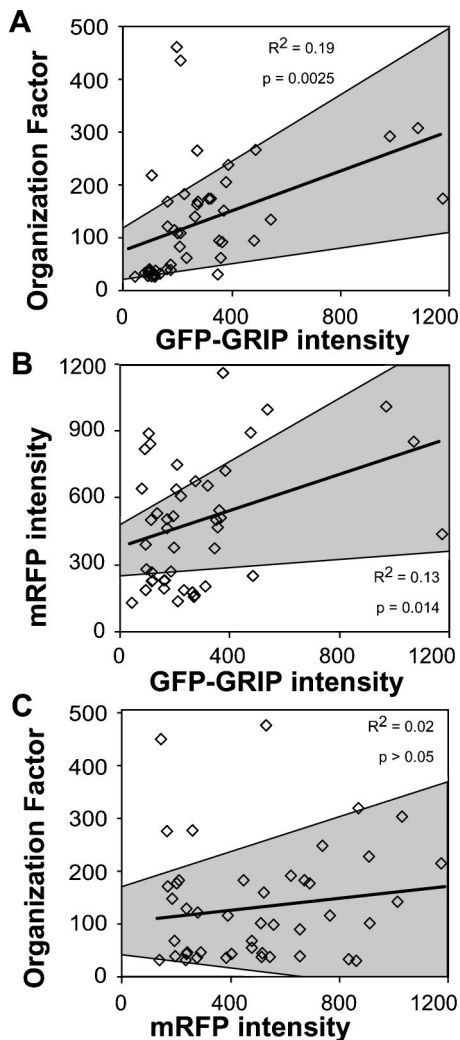 A
R² = 0.19
p = 0.0025
Organization Factor
500
400
300
200
100
0
0 400 800 1200
GFP-GRIP intensity
B
mRFP intensity
1200
900
600
300
0
R² = 0.13
p = 0.014
0 400 800 1200
GFP-GRIP intensity
C
Organization Factor
500
400
300
200
100
0
R² = 0.02
p > 0.05
0 400 800 1200
mRFP intensity